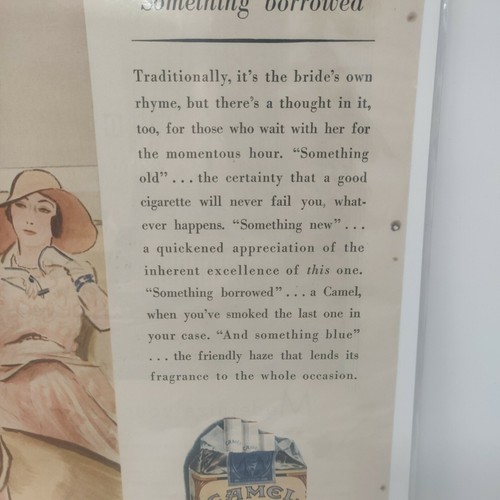 Something borrowed
Traditionally, it's the bride's own
rhyme, but there's a thought in it,
too, for those who wait with her for
the momentous hour. “Something
old” . . . the certainty that a good
cigarette will never fail you, what-
ever happens. “Something new” . . .
a quickened appreciation of the
inherent excellence of this one.
“Something borrowed” . . . a Camel,
when you've smoked the last one in
your case. “And something blue”
. . . the friendly haze that lends its
fragrance to the whole occasion.
CAMEL